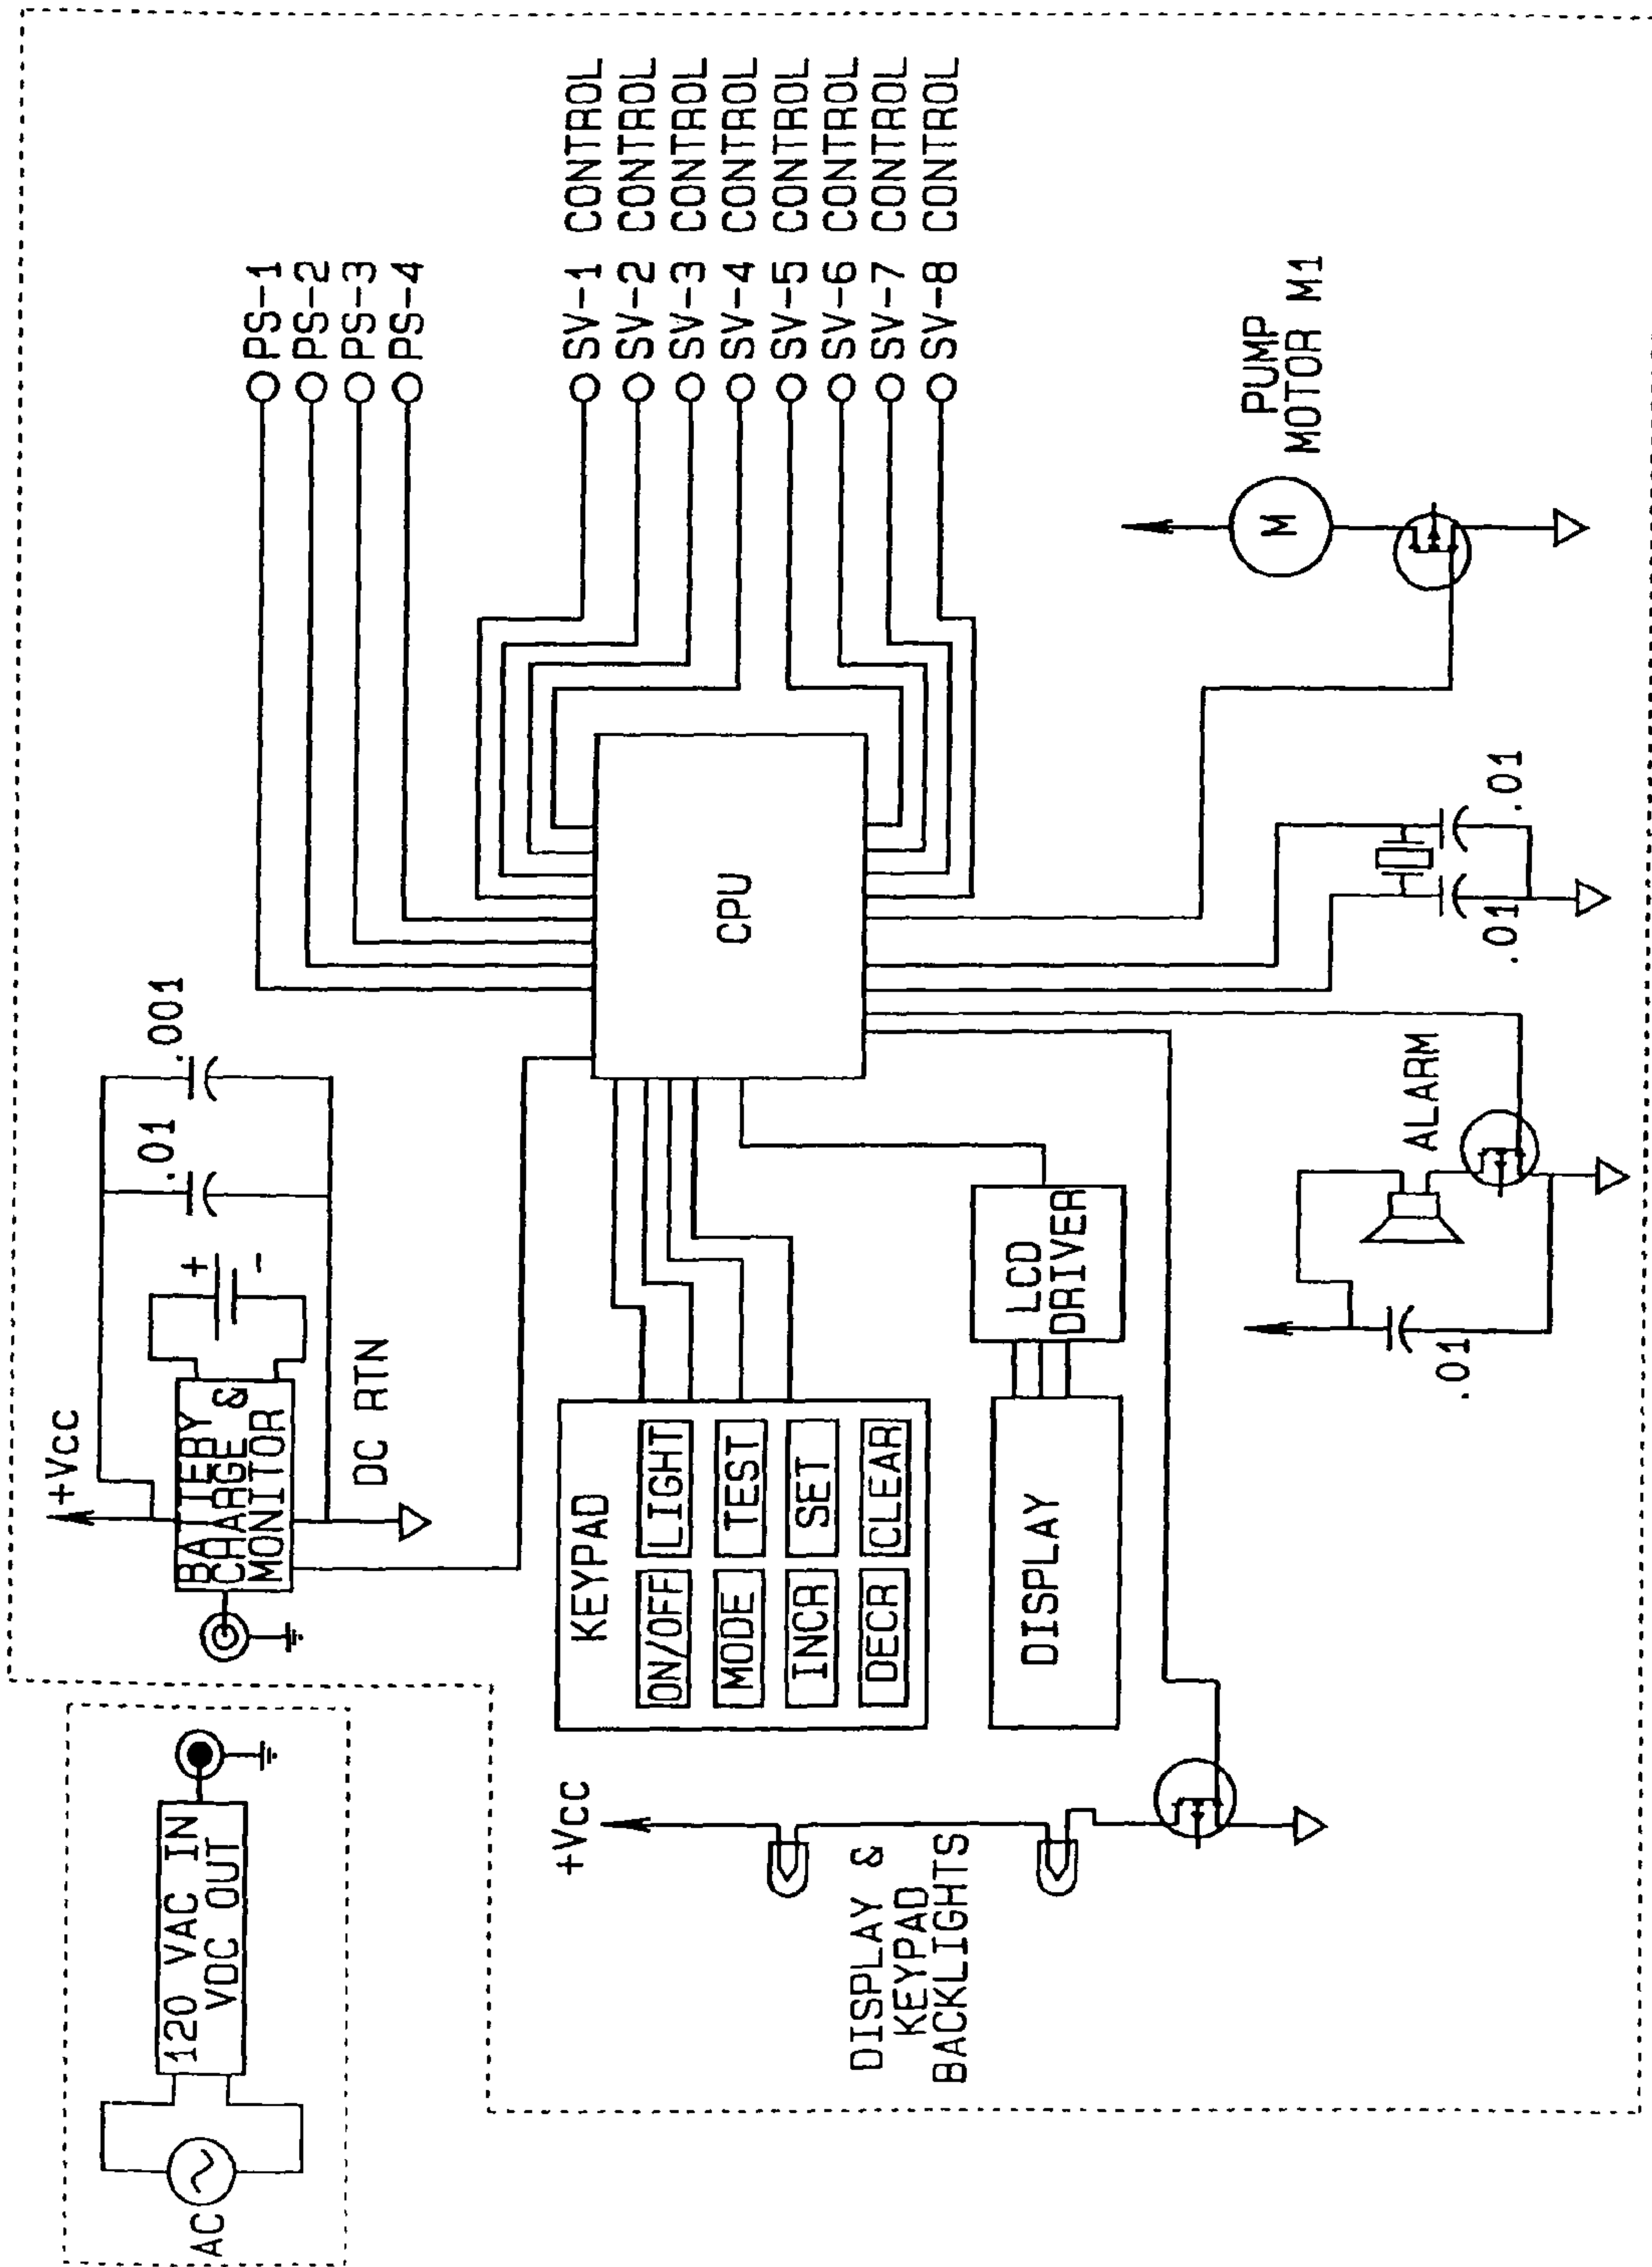 AC
120 VAC IN
VDC OUT
+VCC
BATTERY
CHARGE &
MONITOR
+
-
DC RTN
.01
.001
PS-1
PS-2
PS-3
PS-4
KEYPAD
ON/OFF
LIGHT
MODE
TEST
INCR
SET
DECR
CLEAR
CPU
SV-1 CONTROL
SV-2 CONTROL
SV-3 CONTROL
SV-4 CONTROL
SV-5 CONTROL
SV-6 CONTROL
SV-7 CONTROL
SV-8 CONTROL
+VCC
DISPLAY &
KEYPAD
BACKLIGHTS
DISPLAY
LCD
DRIVER
ALARM
.01
.01
.01
PUMP
MOTOR M1
M